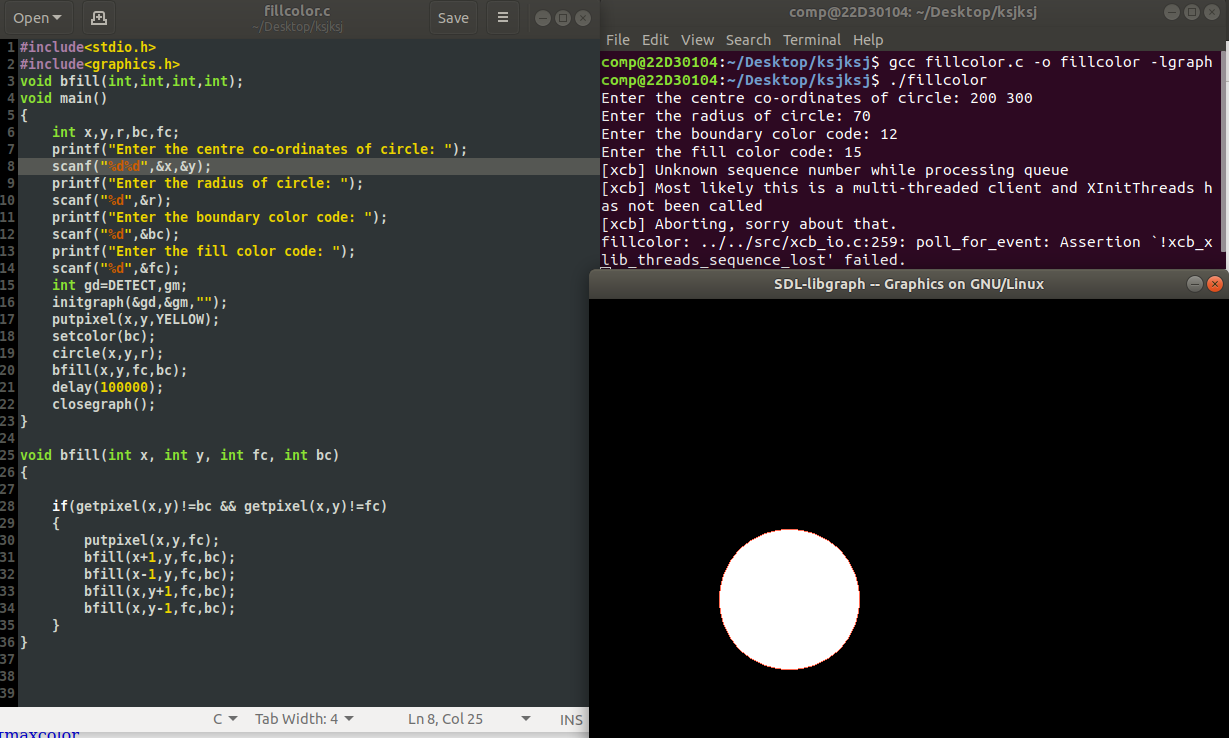 Open
fillcolor.c
~/Desktop/ksjksj
Save
1 #include<stdio.h>
2 #include<graphics.h>
3 void bfill(int,int,int,int);
4 void main()
5 {
6     int x,y,r,bc,fc;
7     printf("Enter the centre co-ordinates of circle: ");
8     scanf("%d%d",&x,&y);
9     printf("Enter the radius of circle: ");
10     scanf("%d",&r);
11     printf("Enter the boundary color code: ");
12     scanf("%d",&bc);
13     printf("Enter the fill color code: ");
14     scanf("%d",&fc);
15     int gd=DETECT,gm;
16     initgraph(&gd,&gm,"");
17     putpixel(x,y,YELLOW);
18     setcolor(bc);
19     circle(x,y,r);
20     bfill(x,y,fc,bc);
21     delay(100000);
22     closegraph();
23 }
24
25 void bfill(int x, int y, int fc, int bc)
26 {
27
28     if(getpixel(x,y)!=bc && getpixel(x,y)!=fc)
29     {
30         putpixel(x,y,fc);
31         bfill(x+1,y,fc,bc);
32         bfill(x-1,y,fc,bc);
33         bfill(x,y+1,fc,bc);
34         bfill(x,y-1,fc,bc);
35     }
36 }
37
38
39
C
Tab Width: 4
Ln 8, Col 25
INS
comp@22D30104: ~/Desktop/ksjksj
File Edit View Search Terminal Help
comp@22D30104:~/Desktop/ksjksj$ gcc fillcolor.c -o fillcolor -lgraph
comp@22D30104:~/Desktop/ksjksj$ ./fillcolor
Enter the centre co-ordinates of circle: 200 300
Enter the radius of circle: 70
Enter the boundary color code: 12
Enter the fill color code: 15
[xcb] Unknown sequence number while processing queue
[xcb] Most likely this is a multi-threaded client and XInitThreads h
as not been called
[xcb] Aborting, sorry about that.
fillcolor: ../../src/xcb_io.c:259: poll_for_event: Assertion `!xcb_x
lib_threads_sequence_lost' failed.
SDL-libgraph -- Graphics on GNU/Linux